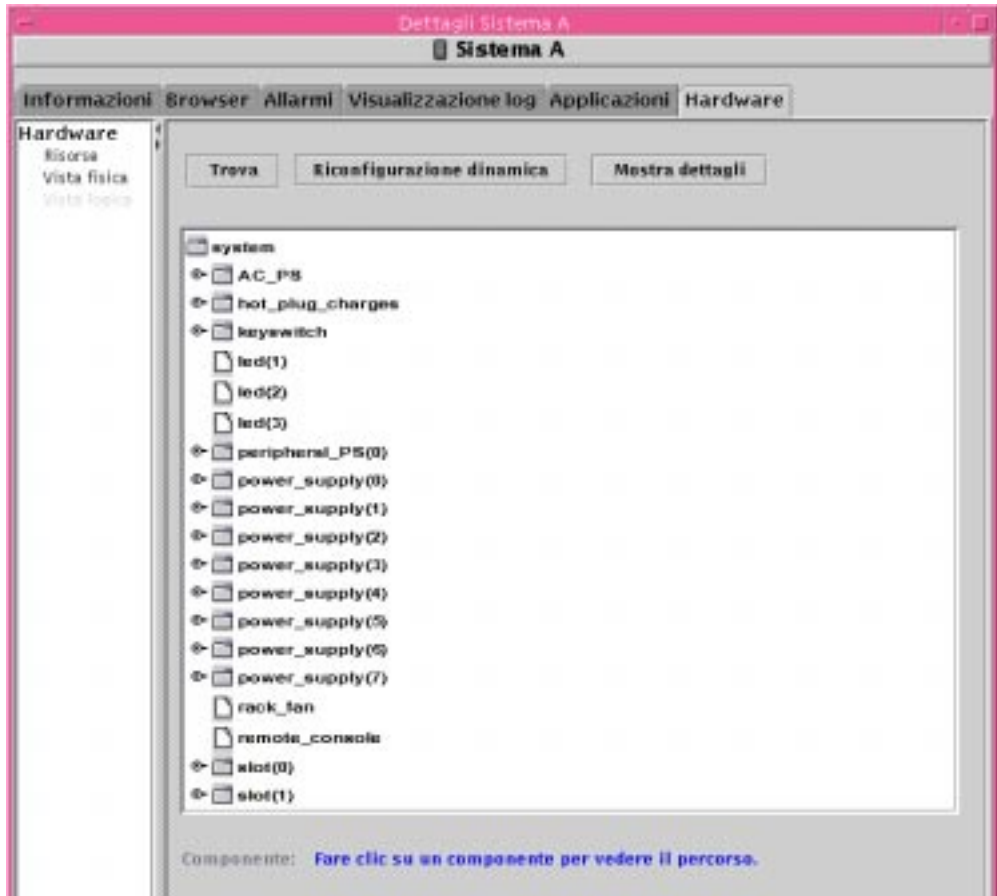 Dettagli Sistema A
Sistema A
Informazioni Browser Allarmi Visualizzazione log Applicazioni Hardware
Hardware
Risorse
Vista fisica
Vista logica
Trova Riconfigurazione dinamica Mostra dettagli
system
AC_PS
hot_plug_charges
keyswitch
led(1)
led(2)
led(3)
peripheral_PS(0)
power_supply(0)
power_supply(1)
power_supply(2)
power_supply(3)
power_supply(4)
power_supply(5)
power_supply(6)
power_supply(7)
rack_fan
remote_console
slot(0)
slot(1)
Componente: Fare clic su un componente per vedere il percorso.